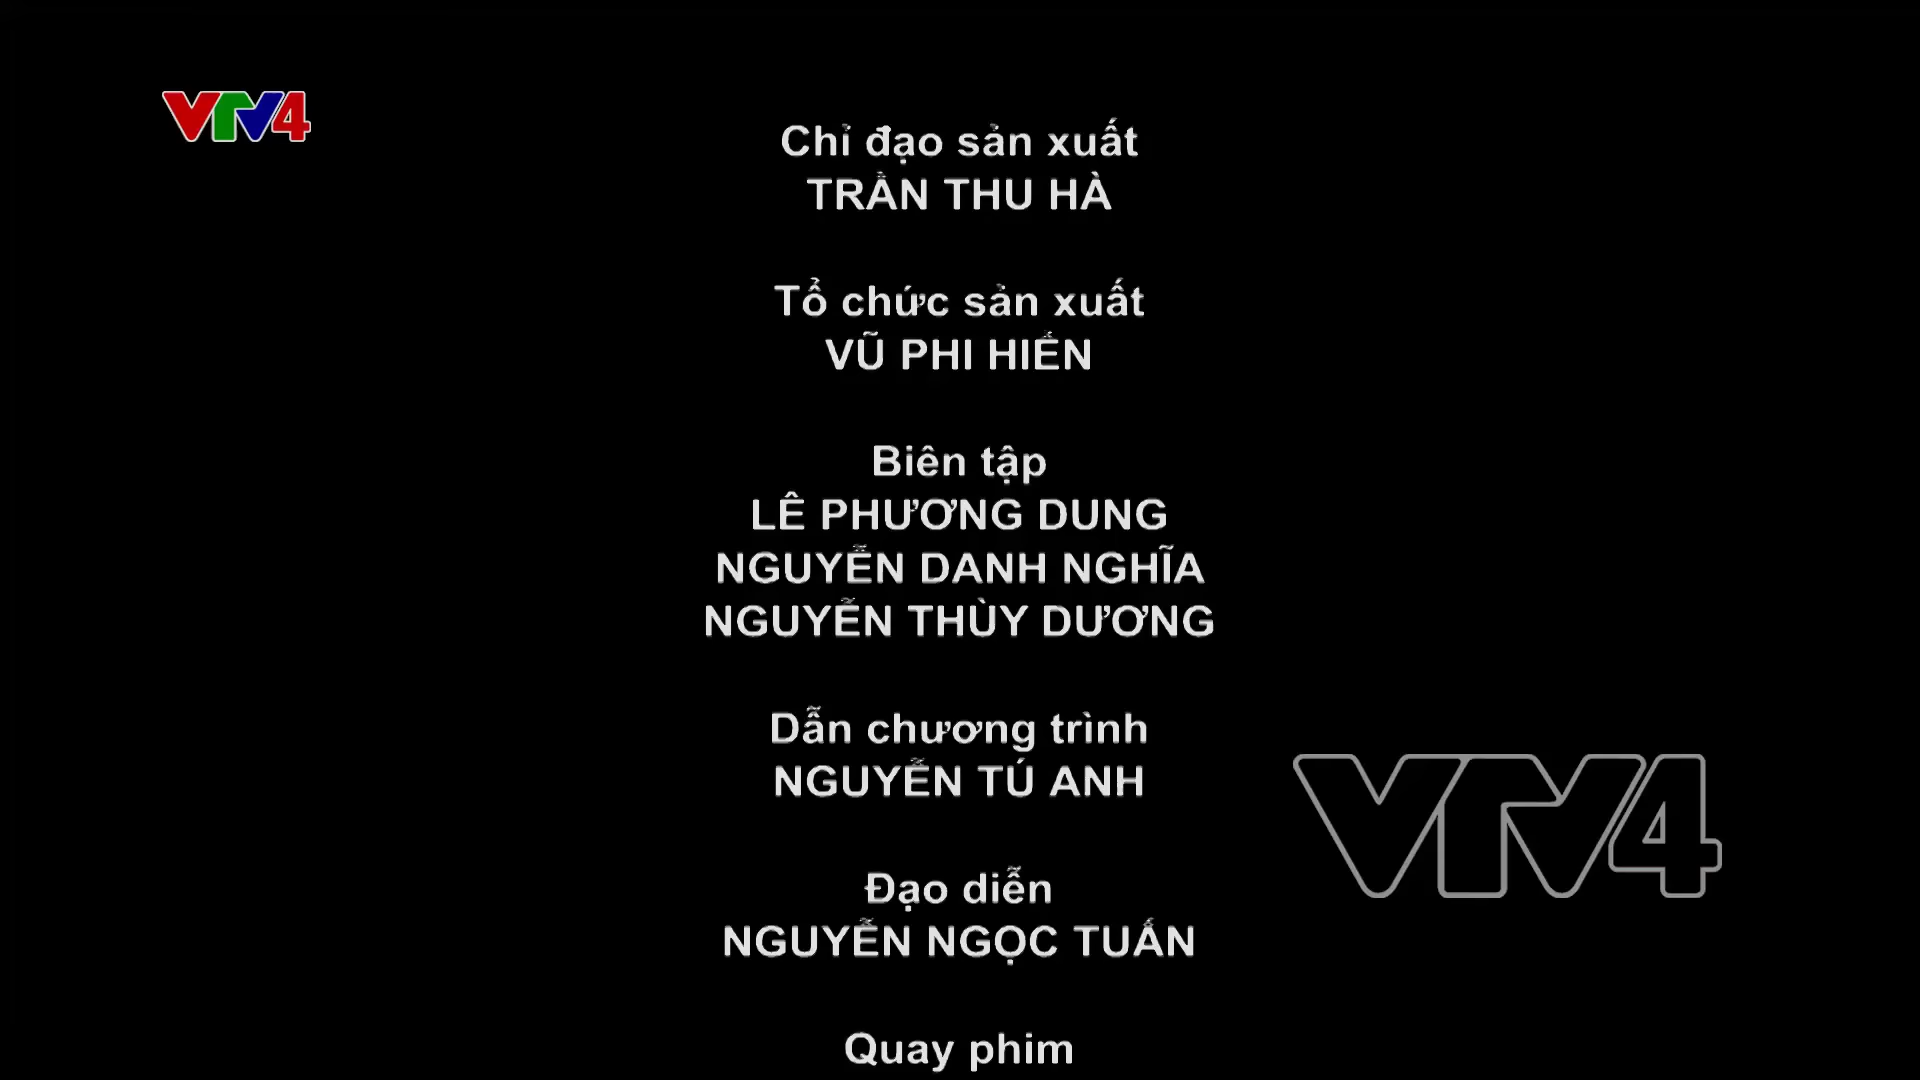 VTV4
Chỉ đạo sản xuất
TRẦN THU HÀ
Tổ chức sản xuất
VŨ PHI HIẾN
Biên tập
LÊ PHƯƠNG DUNG
NGUYỄN DANH NGHĨA
NGUYỄN THÙY DƯƠNG
Dẫn chương trình
NGUYỄN TÚ ANH
Đạo diễn
NGUYỄN NGỌC TUẤN
VTV4
Quay phim